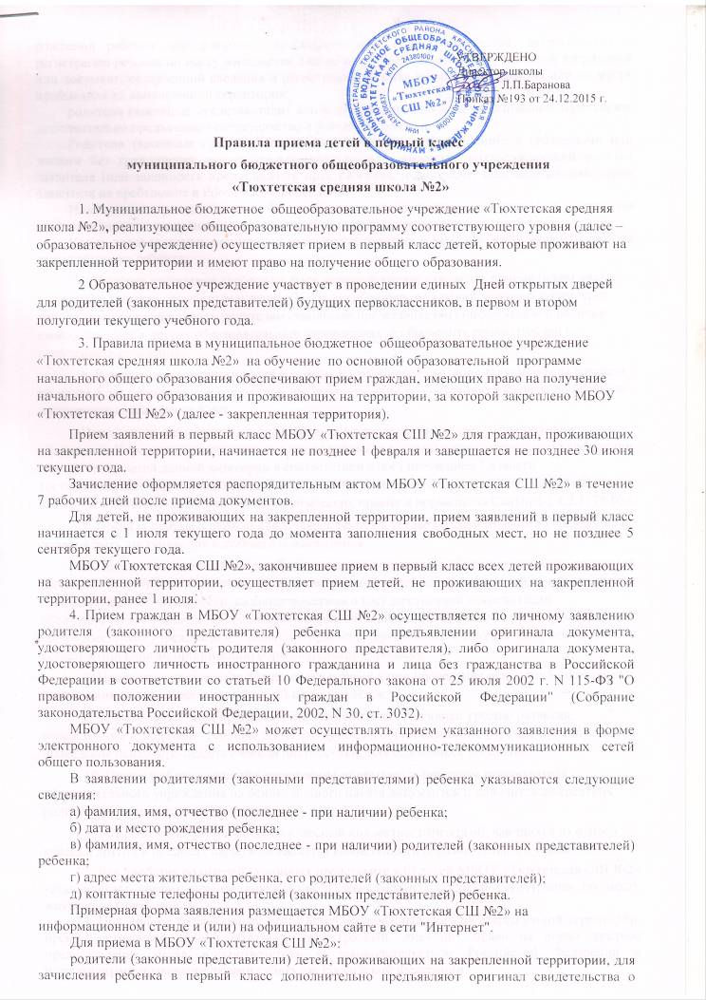 УТВЕРЖДЕНО
Директор школы
Л.П.Баранова
Приказ №193 от 24.12.2015 г.
МБОУ
«Тюхтетская
СШ №2»
Правила приема детей в первый класс
муниципального бюджетного общеобразовательного учреждения
«Тюхтетская средняя школа №2»
1. Муниципальное бюджетное общеобразовательное учреждение «Тюхтетская средняя
школа №2», реализующее общеобразовательную программу соответствующего уровня (далее –
образовательное учреждение) осуществляет прием в первый класс детей, которые проживают на
закрепленной территории и имеют право на получение общего образования.
2 Образовательное учреждение участвует в проведении единых Дней открытых дверей
для родителей (законных представителей) будущих первоклассников, в первом и втором
полугодии текущего учебного года.
3. Правила приема в муниципальное бюджетное общеобразовательное учреждение
«Тюхтетская средняя школа №2» на обучение по основной образовательной программе
начального общего образования обеспечивают прием граждан, имеющих право на получение
начального общего образования и проживающих на территории, за которой закреплено МБОУ
«Тюхтетская СШ №2» (далее - закрепленная территория).
Прием заявлений в первый класс МБОУ «Тюхтетская СШ №2» для граждан, проживающих
на закрепленной территории, начинается не позднее 1 февраля и завершается не позднее 30 июня
текущего года.
Зачисление оформляется распорядительным актом МБОУ «Тюхтетская СШ №2» в течение
7 рабочих дней после приема документов.
Для детей, не проживающих на закрепленной территории, прием заявлений в первый класс
начинается с 1 июля текущего года до момента заполнения свободных мест, но не позднее 5
сентября текущего года.
МБОУ «Тюхтетская СШ №2», закончившее прием в первый класс всех детей проживающих
на закрепленной территории, осуществляет прием детей, не проживающих на закрепленной
территории, ранее 1 июля.
4. Прием граждан в МБОУ «Тюхтетская СШ №2» осуществляется по личному заявлению
родителя (законного представителя) ребенка при предъявлении оригинала документа,
удостоверяющего личность родителя (законного представителя), либо оригинала документа,
удостоверяющего личность иностранного гражданина и лица без гражданства в Российской
Федерации в соответствии со статьей 10 Федерального закона от 25 июля 2002 г. N 115-ФЗ "О
правовом положении иностранных граждан в Российской Федерации" (Собрание
законодательства Российской Федерации, 2002, N 30, ст. 3032).
МБОУ «Тюхтетская СШ №2» может осуществлять прием указанного заявления в форме
электронного документа с использованием информационно-телекоммуникационных сетей
общего пользования.
В заявлении родителями (законными представителями) ребенка указываются следующие
сведения:
а) фамилия, имя, отчество (последнее - при наличии) ребенка;
б) дата и место рождения ребенка;
в) фамилия, имя, отчество (последнее - при наличии) родителей (законных представителей)
ребенка;
г) адрес места жительства ребенка, его родителей (законных представителей);
д) контактные телефоны родителей (законных представителей) ребенка.
Примерная форма заявления размещается МБОУ «Тюхтетская СШ №2» на
информационном стенде и (или) на официальном сайте в сети "Интернет".
Для приема в МБОУ «Тюхтетская СШ №2»:
родители (законные представители) детей, проживающих на закрепленной территории, для
зачисления ребенка в первый класс дополнительно предъявляют оригинал свидетельства о